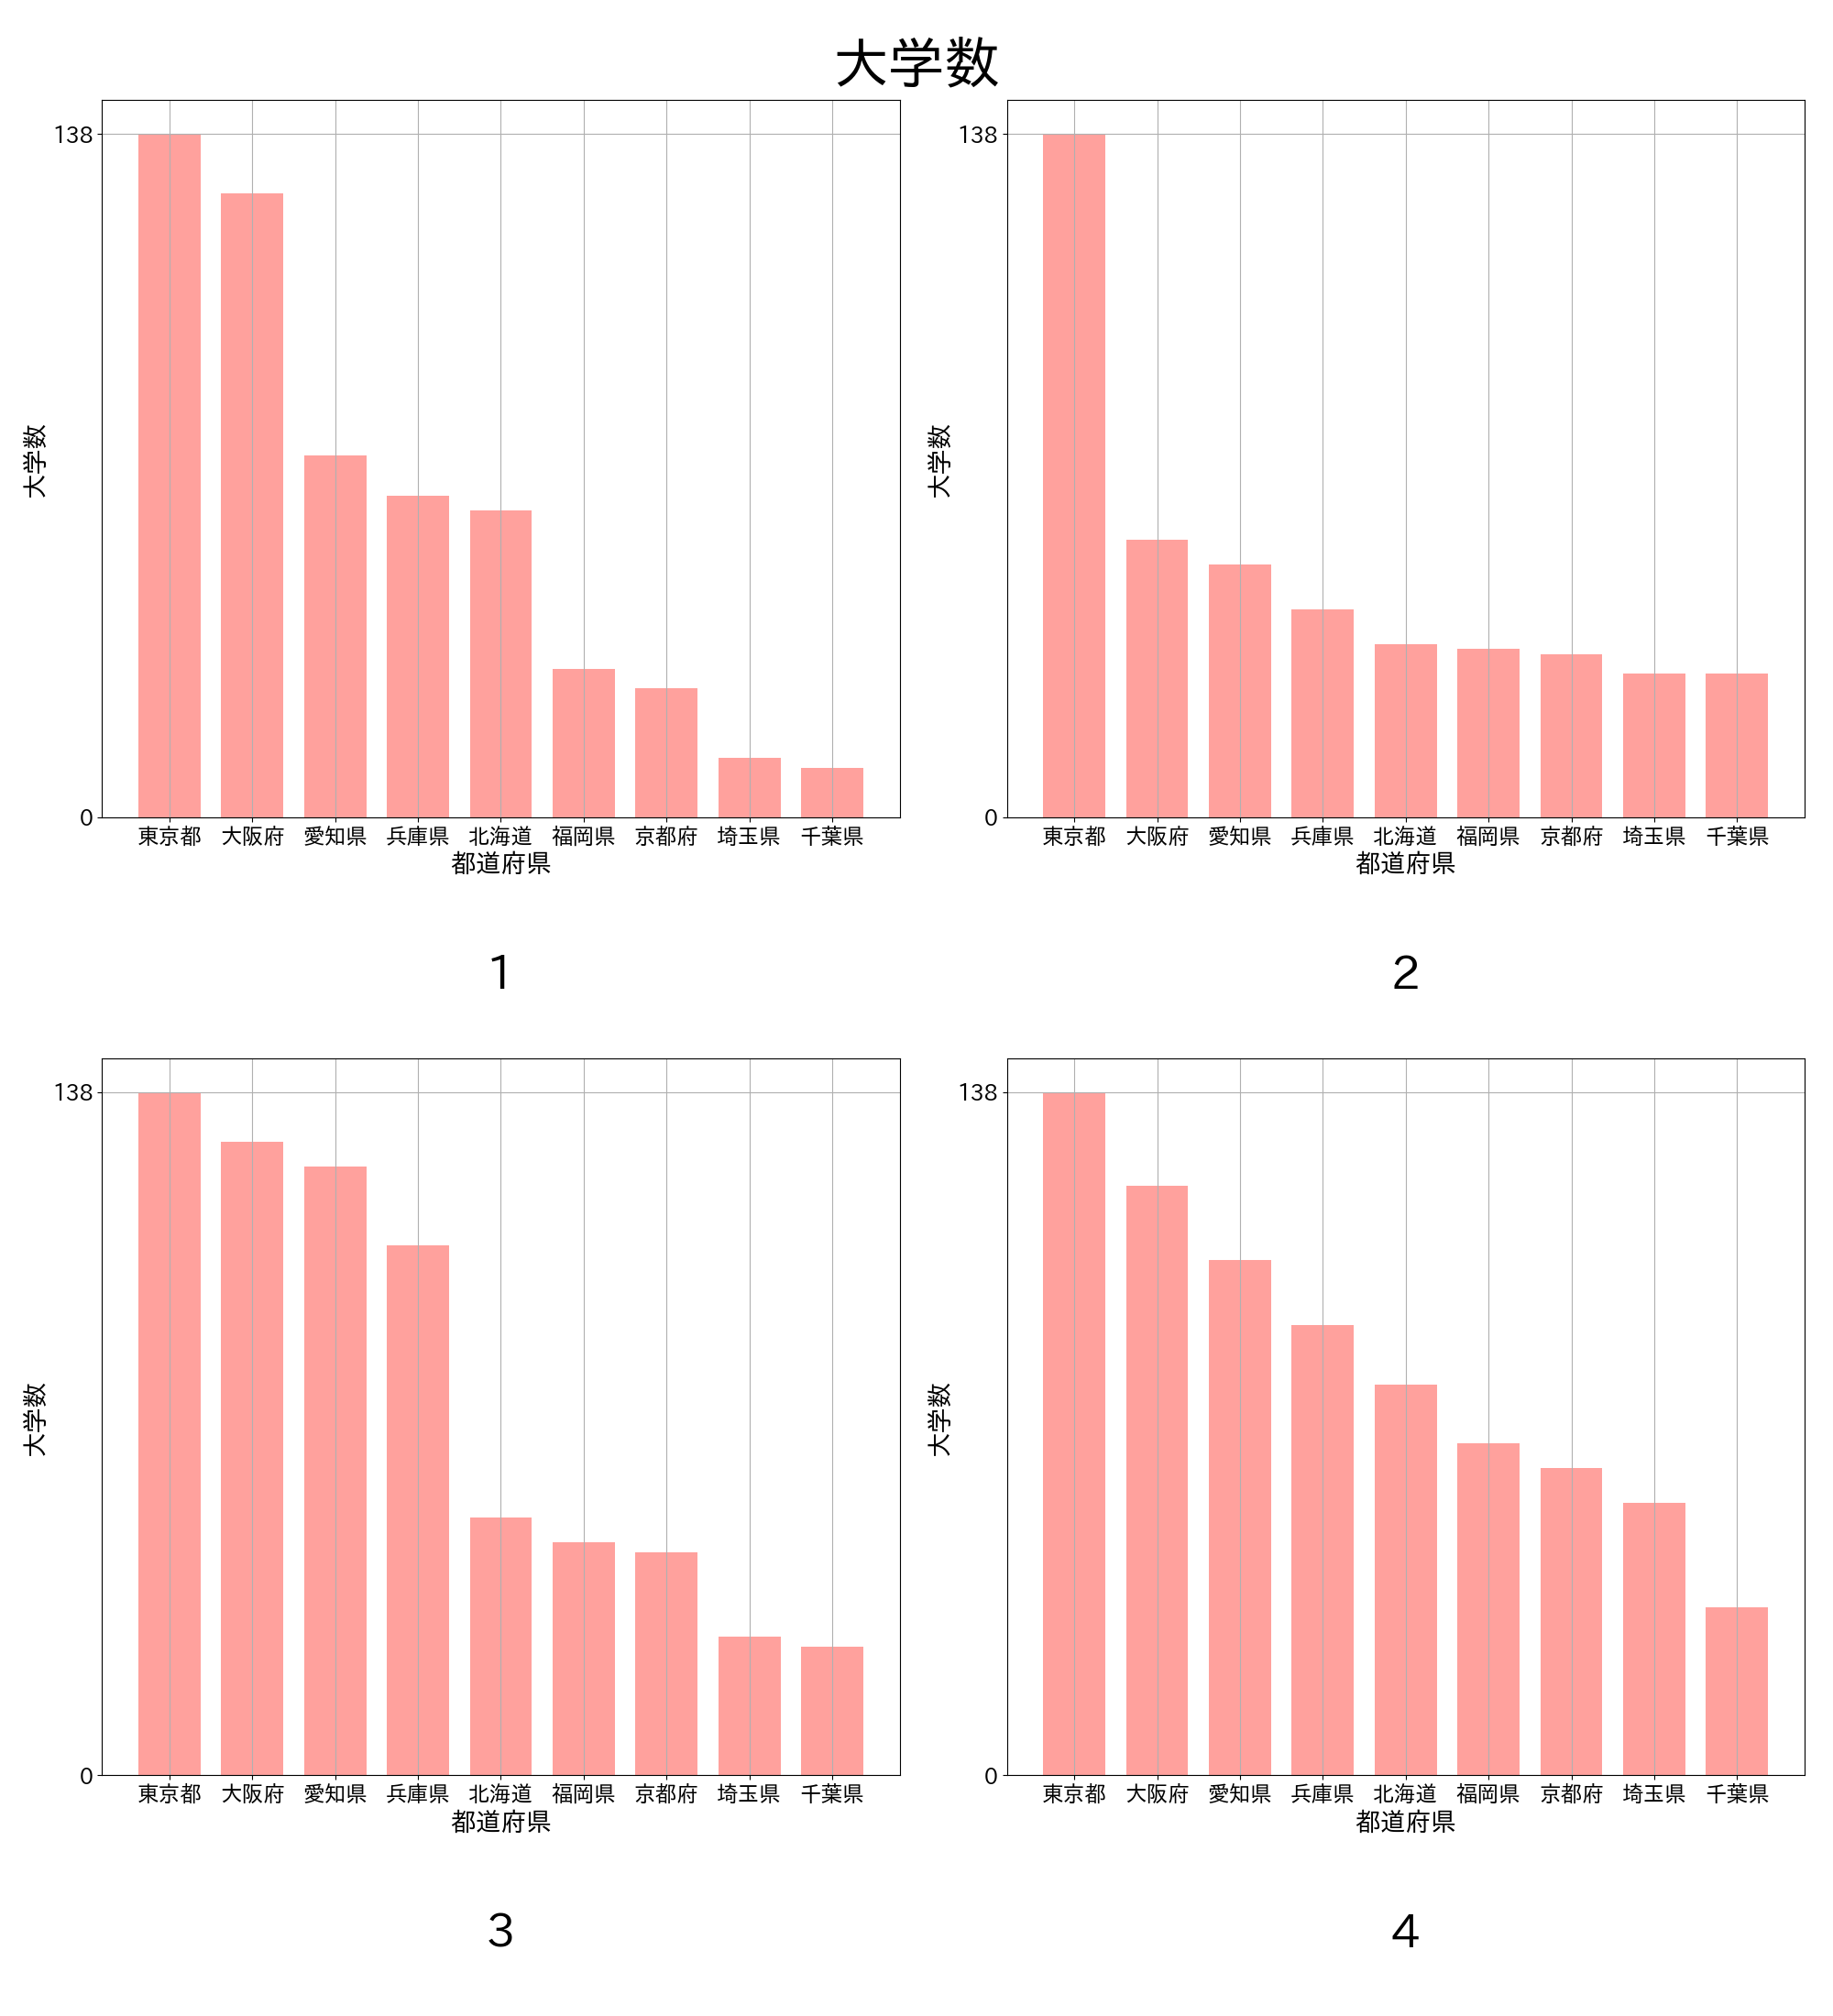 大学数
138
0
大学数
東京都 大阪府 愛知県 兵庫県 北海道 福岡県 京都府 埼玉県 千葉県
都道府県
1
138
0
大学数
東京都 大阪府 愛知県 兵庫県 北海道 福岡県 京都府 埼玉県 千葉県
都道府県
2
138
0
大学数
東京都 大阪府 愛知県 兵庫県 北海道 福岡県 京都府 埼玉県 千葉県
都道府県
3
138
0
大学数
東京都 大阪府 愛知県 兵庫県 北海道 福岡県 京都府 埼玉県 千葉県
都道府県
4